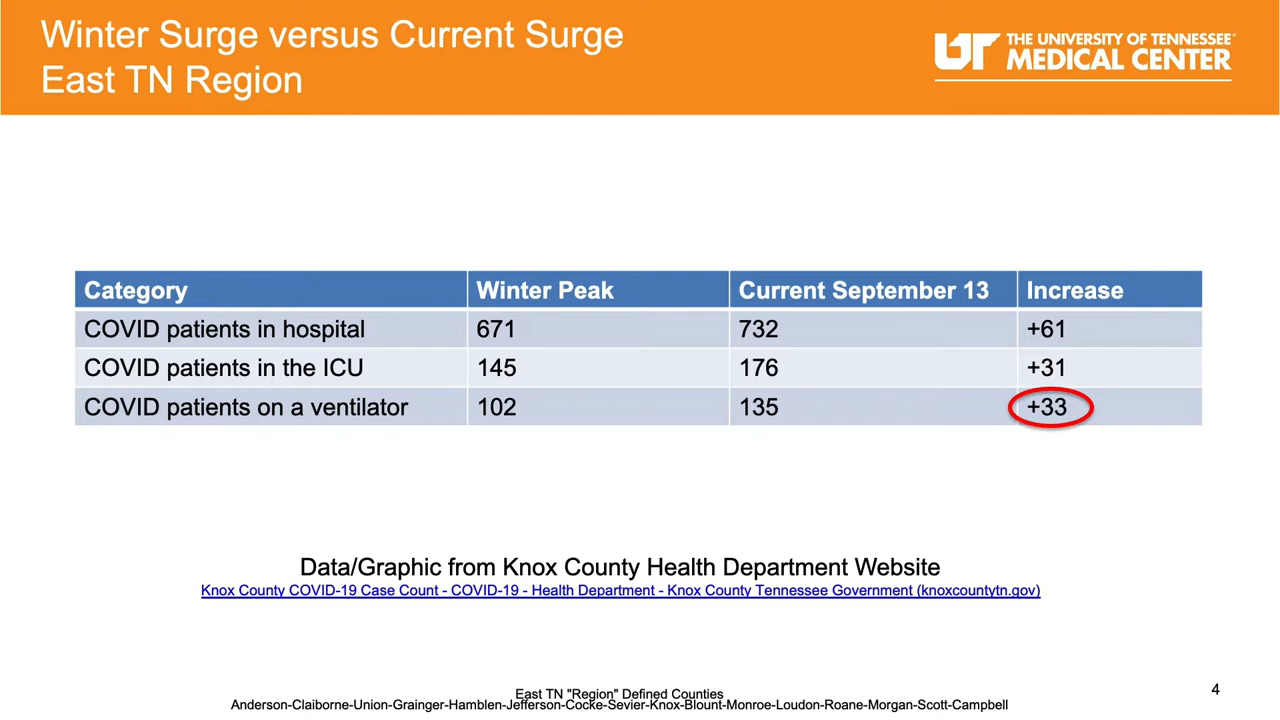 Winter Surge versus Current Surge
East TN Region
UT THE UNIVERSITY OF TENNESSEE
MEDICAL CENTER
Category Winter Peak Current September 13 Increase
COVID patients in hospital 671 732 +61
COVID patients in the ICU 145 176 +31
COVID patients on a ventilator 102 135 +33
Data/Graphic from Knox County Health Department Website
Knox County COVID-19 Case Count - COVID-19 - Health Department - Knox County Tennessee Government (knoxcountytn.gov)
East TN "Region" Defined Counties
Anderson-Claiborne-Union-Grainger-Hamblen-Jefferson-Cocke-Sevier-Knox-Blount-Monroe-Loudon-Roane-Morgan-Scott-Campbell
4